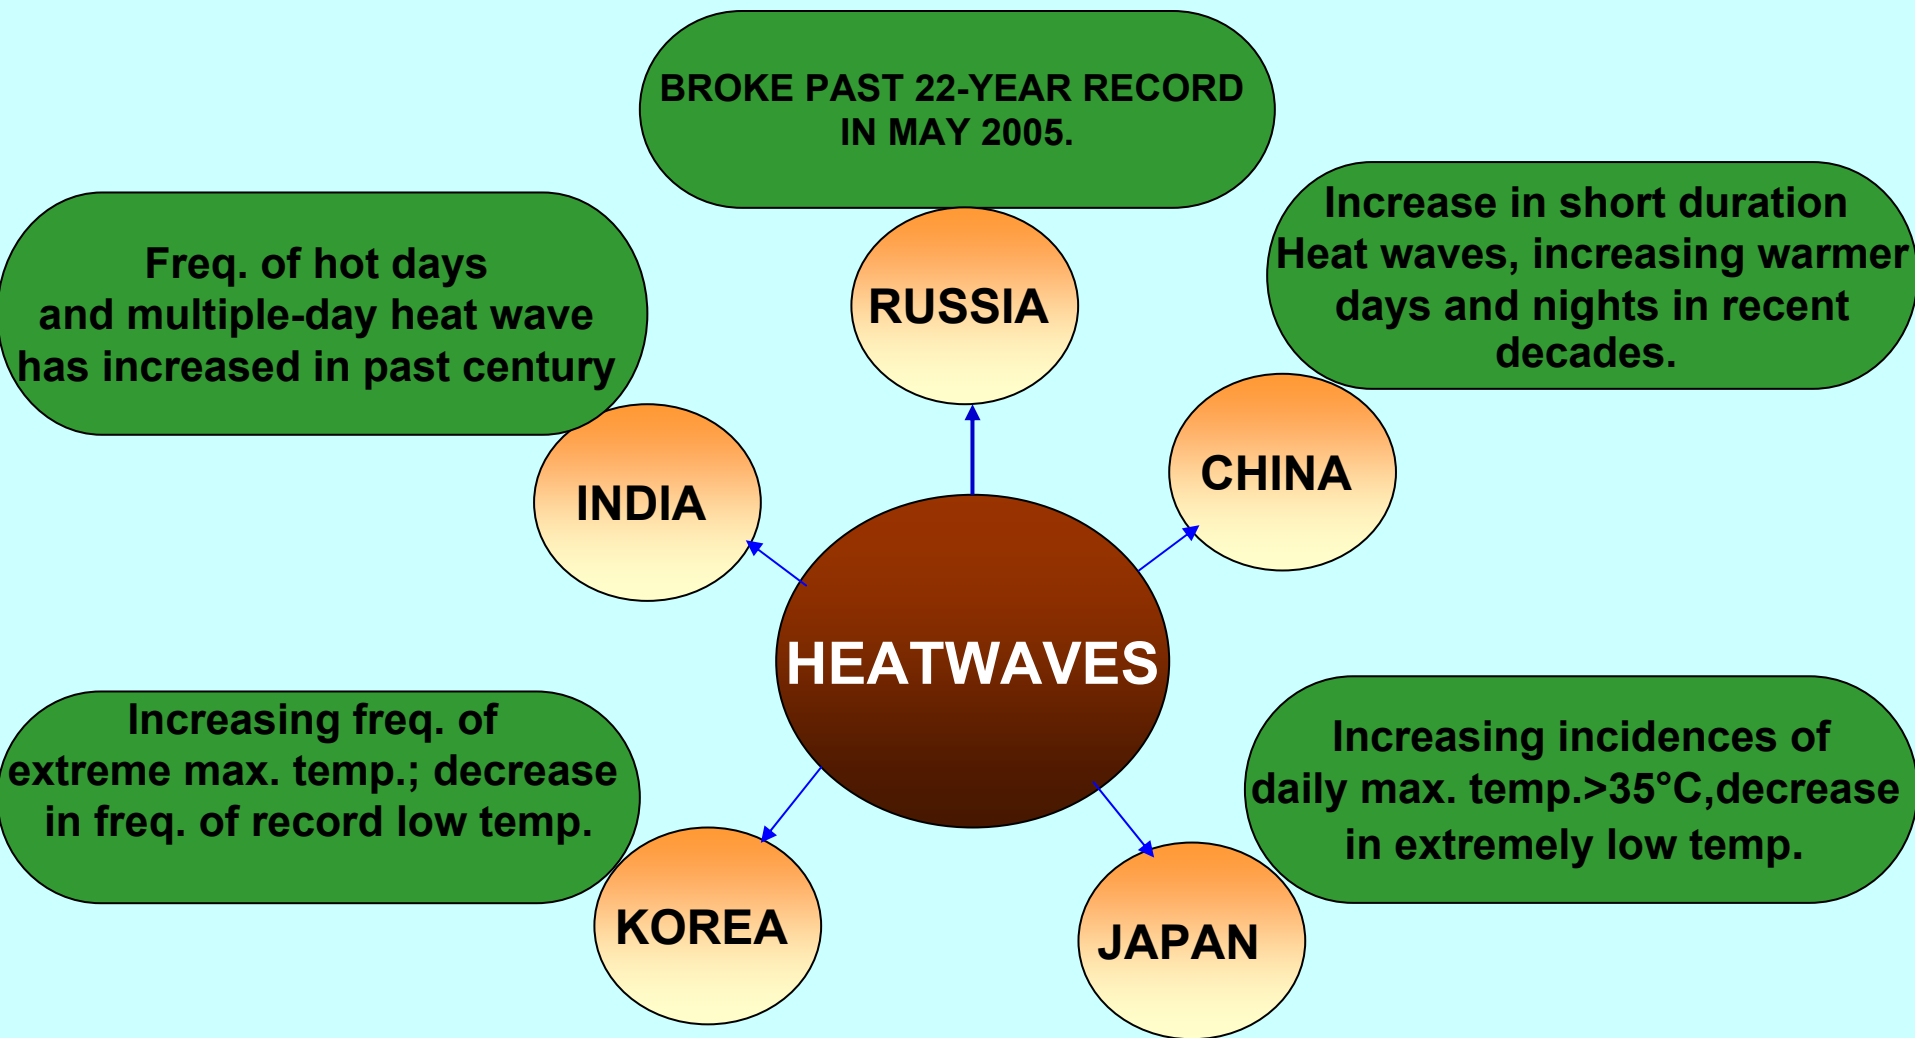 BROKE PAST 22-YEAR RECORD
IN MAY 2005.
RUSSIA
Increase in short duration
Heat waves, increasing warmer
days and nights in recent
decades.
CHINA
Freq. of hot days
and multiple-day heat wave
has increased in past century
INDIA
HEATWAVES
Increasing freq. of
extreme max. temp.; decrease
in freq. of record low temp.
KOREA
Increasing incidences of
daily max. temp.>35°C,decrease
in extremely low temp.
JAPAN